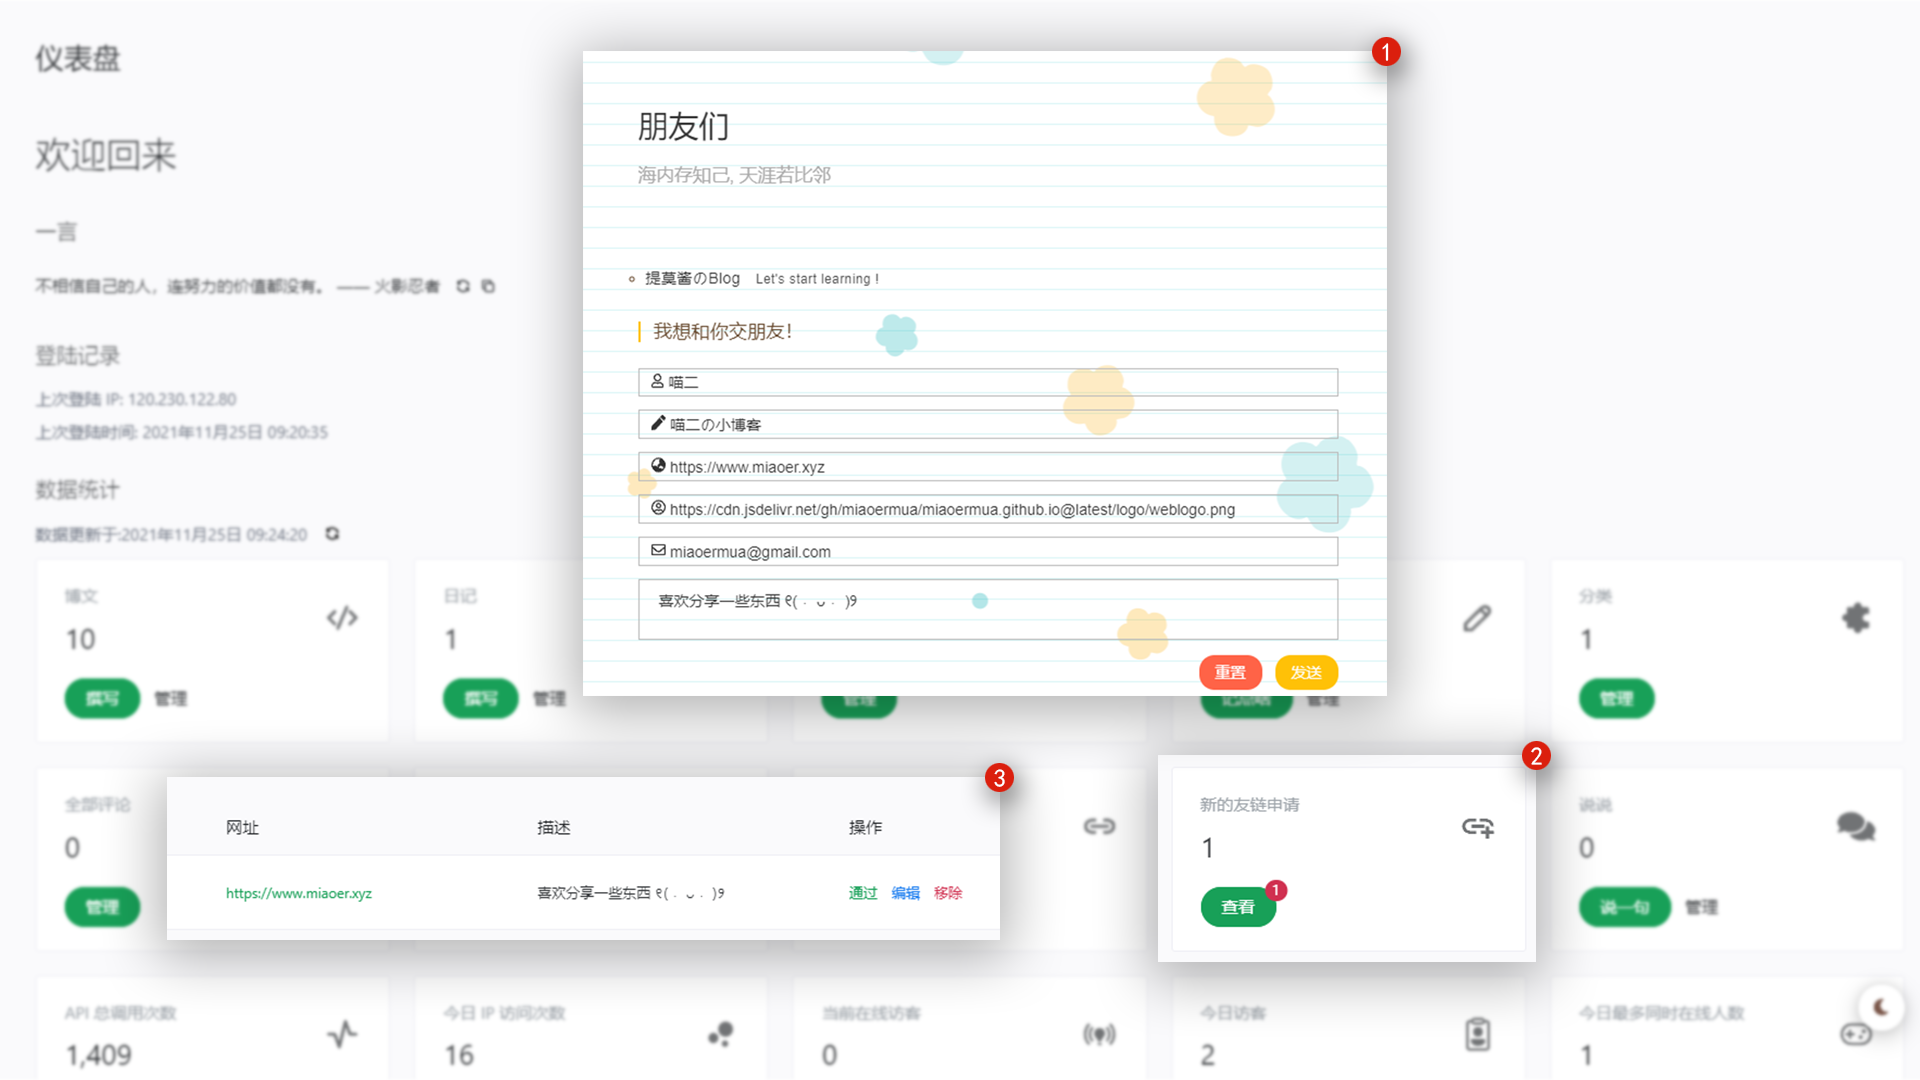 仪表盘
欢迎回来
一言
不相信自己的人，连努力的价值都没有。 —— 火影忍者
登陆记录
上次登陆 IP: 120.230.122.80
上次登陆时间: 2021年11月25日 09:20:35
数据统计
数据更新于:2021年11月25日 09:24:20
1
朋友们
海内存知己, 天涯若比邻
提莫酱のBlog Let's start learning !
我想和你交朋友！
喵二
喵二の小博客
https://www.miaoer.xyz
https://cdn.jsdelivr.net/gh/miaoermua/miaoermua.github.io@latest/logo/weblogo.png
miaoermua@gmail.com
喜欢分享一些东西 ९( · ᴗ · )۶
重置 发送
博文
10
撰写 管理
日记
1
撰写 管理
管理
管理
分类
1
管理
全部评论
0
管理
3
网址 描述 操作
https://www.miaoer.xyz 喜欢分享一些东西 ९( · ᴗ · )۶ 通过 编辑 移除
2
新的友链申请
1
查看 1
说说
0
说一句 管理
API 总调用次数
1,409
今日 IP 访问次数
16
当前在线访客
0
今日访客
2
今日最多同时在线人数
1